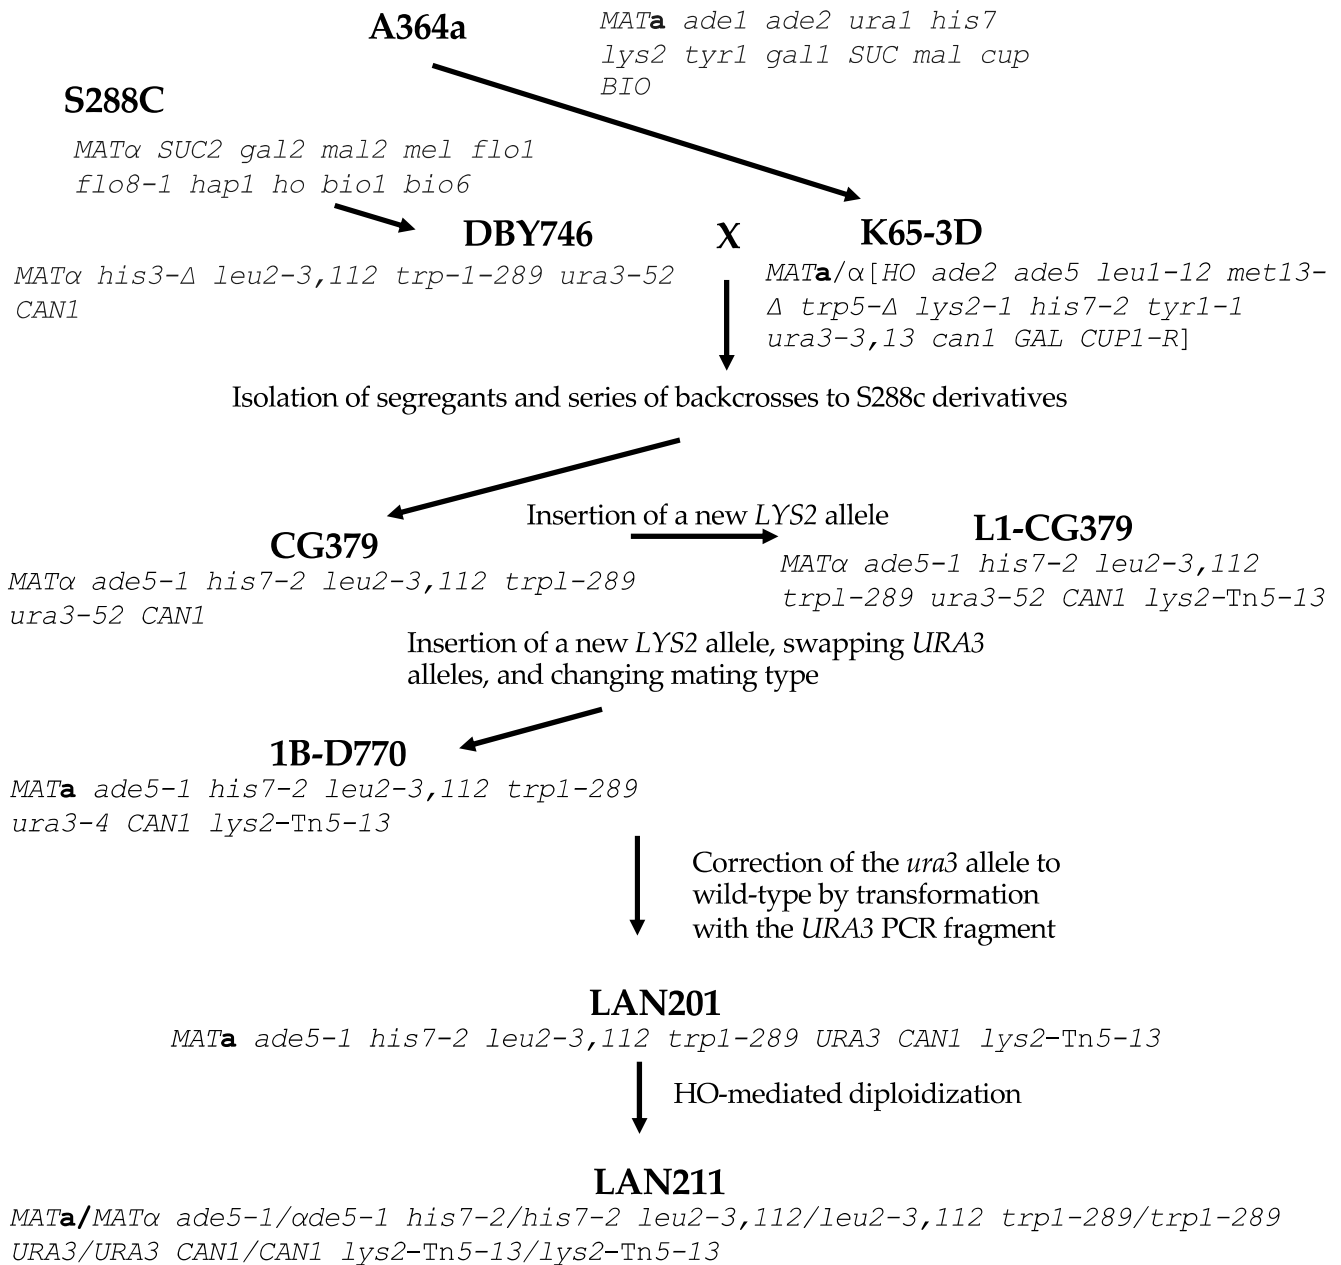 A364a
MATa ade1 ade2 ura1 his7
lys2 tyr1 gal1 SUC mal cup
BIO
S288C
MATα SUC2 gal2 mal2 mel flo1
flo8-1 hap1 ho bio1 bio6
DBY746
X
K65-3D
MATα his3-Δ leu2-3,112 trp-1-289 ura3-52
CAN1
MATa/α[HO ade2 ade5 leu1-12 met13-
Δ trp5-Δ lys2-1 his7-2 tyr1-1
ura3-3,13 can1 GAL CUP1-R]
Isolation of segregants and series of backcrosses to S288c derivatives
Insertion of a new LYS2 allele
CG379
L1-CG379
MATα ade5-1 his7-2 leu2-3,112 trpl-289
ura3-52 CAN1
MATα ade5-1 his7-2 leu2-3,112
trpl-289 ura3-52 CAN1 lys2-Tn5-13
Insertion of a new LYS2 allele, swapping URA3
alleles, and changing mating type
1B-D770
MATa ade5-1 his7-2 leu2-3,112 trp1-289
ura3-4 CAN1 lys2-Tn5-13
Correction of the ura3 allele to
wild-type by transformation
with the URA3 PCR fragment
LAN201
MATa ade5-1 his7-2 leu2-3,112 trp1-289 URA3 CAN1 lys2-Tn5-13
HO-mediated diploidization
LAN211
MATa/MATα ade5-1/αde5-1 his7-2/his7-2 leu2-3,112/leu2-3,112 trp1-289/trp1-289
URA3/URA3 CAN1/CAN1 lys2-Tn5-13/lys2-Tn5-13